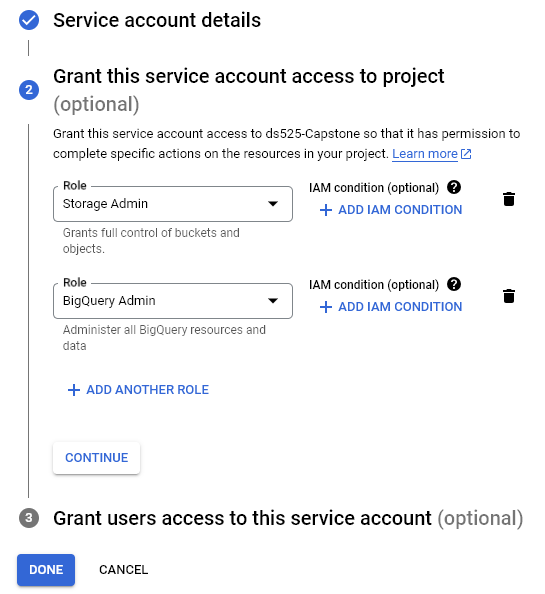 Service account details
2
Grant this service account access to project
(optional)
Grant this service account access to ds525-Capstone so that it has permission to
complete specific actions on the resources in your project. Learn more
Role
Storage Admin
IAM condition (optional) ?
+ ADD IAM CONDITION
Grants full control of buckets and
objects.
Role
BigQuery Admin
IAM condition (optional) ?
+ ADD IAM CONDITION
Administer all BigQuery resources and
data
+ ADD ANOTHER ROLE
CONTINUE
3
Grant users access to this service account (optional)
DONE
CANCEL